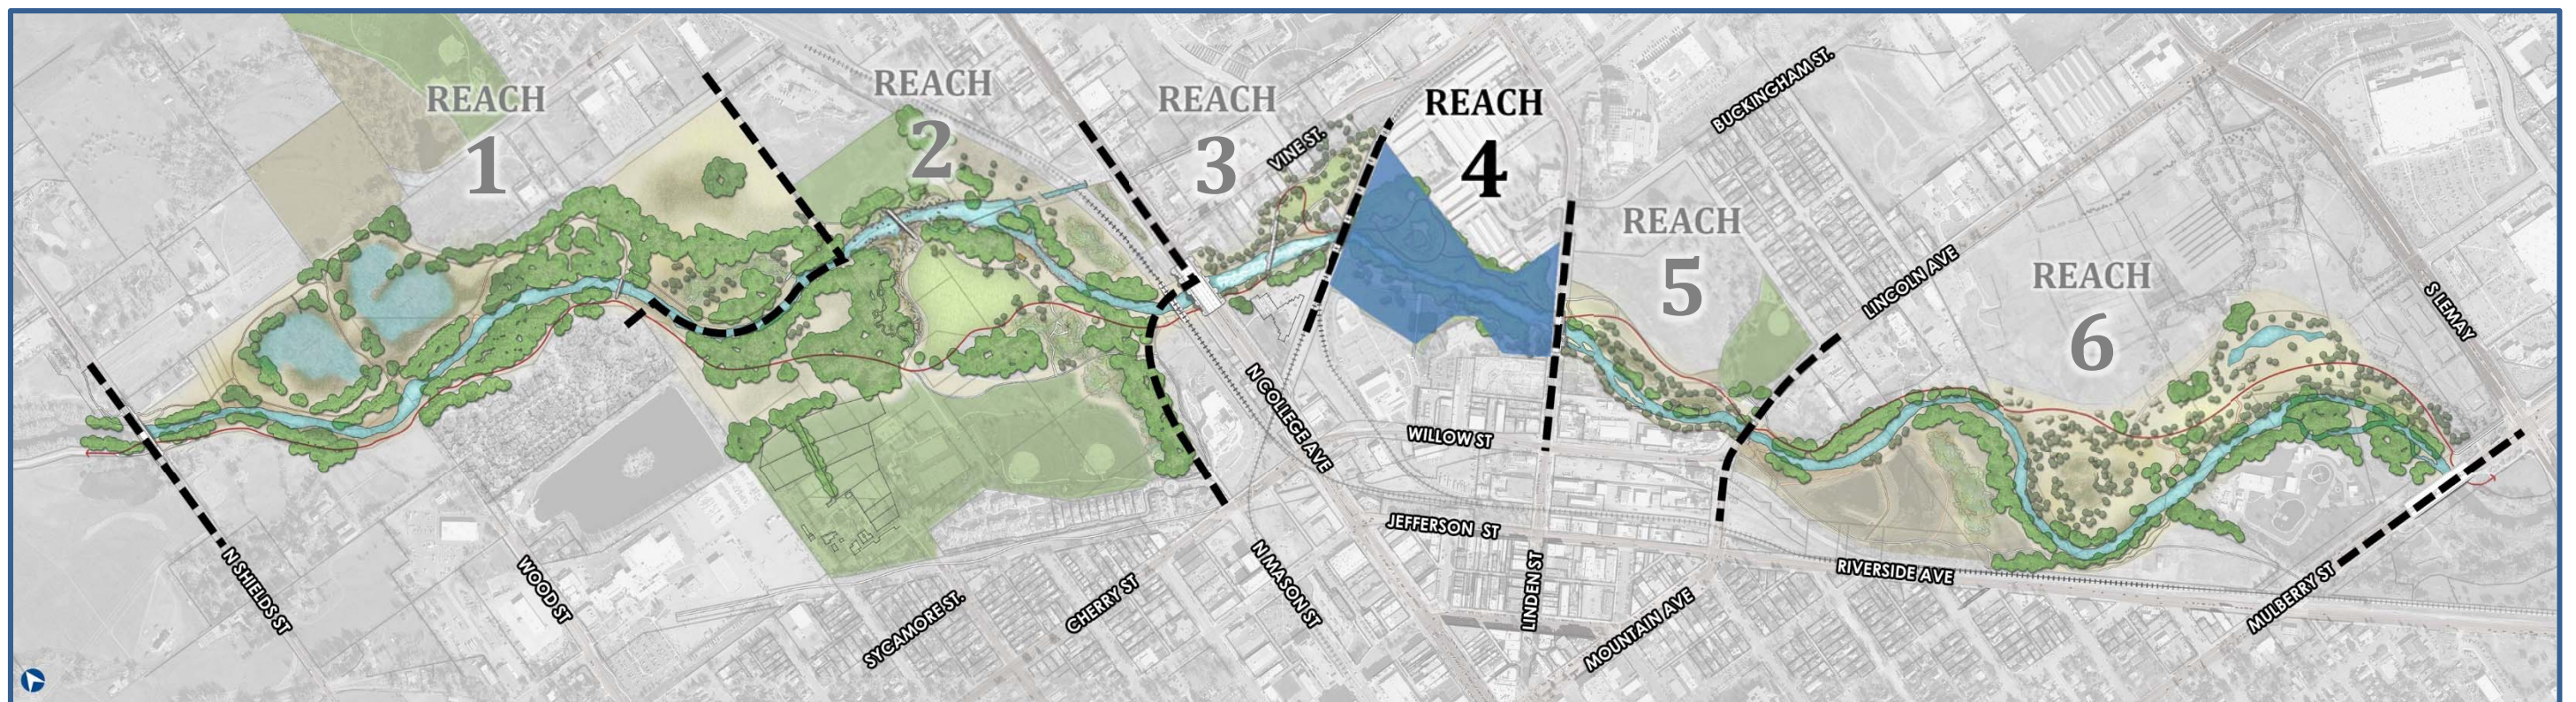 REACH
1
REACH
2
REACH
3
REACH
4
REACH
5
REACH
6
VINE ST.
BUCKINGHAM ST.
LINCOLN AVE
S LEMAY
N COLLEGE AVE
WILLOW ST
JEFFERSON ST
N SHIELDS ST
WOOD ST
SYCAMORE ST.
CHERRY ST
N MASON ST
LINDEN ST
MOUNTAIN AVE
RIVERSIDE AVE
MULBERRY ST